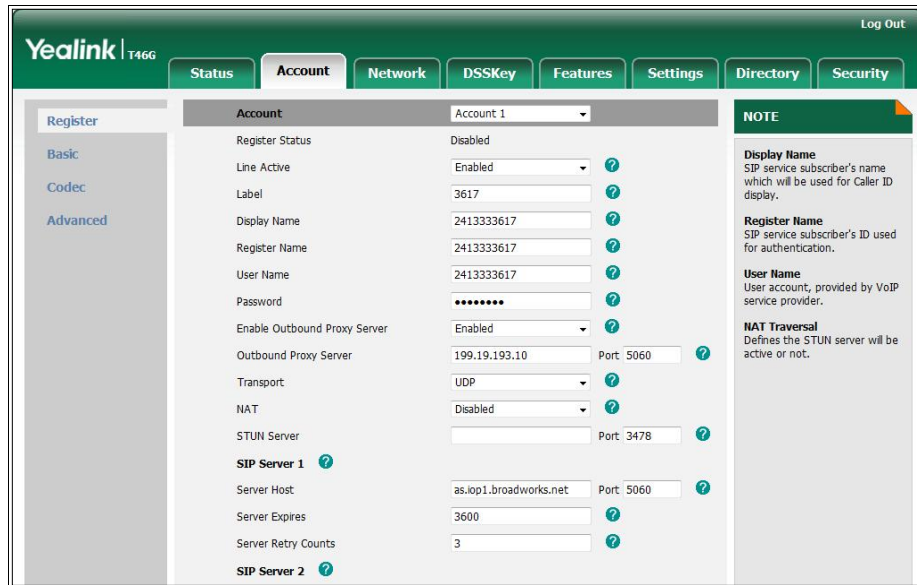 Log Out
Yealink T46G
Status Account Network DSSKey Features Settings Directory Security
Register
Basic
Codec
Advanced
Account Account 1
Register Status Disabled
Line Active Enabled
Label 3617
Display Name 2413333617
Register Name 2413333617
User Name 2413333617
Password ••••••••
Enable Outbound Proxy Server Enabled
Outbound Proxy Server 199.19.193.10 Port 5060
Transport UDP
NAT Disabled
STUN Server Port 3478
SIP Server 1
Server Host as.iop1.broadworks.net Port 5060
Server Expires 3600
Server Retry Counts 3
SIP Server 2
NOTE
Display Name
SIP service subscriber's name
which will be used for Caller ID
display.
Register Name
SIP service subscriber's ID used
for authentication.
User Name
User account, provided by VoIP
service provider.
NAT Traversal
Defines the STUN server will be
active or not.